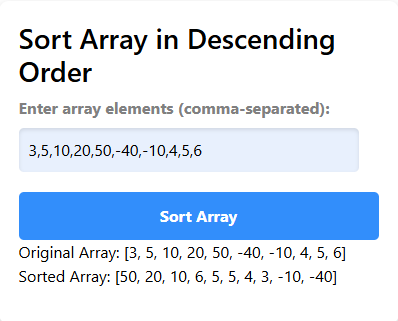 Sort Array in Descending
Order
Enter array elements (comma-separated):
3,5,10,20,50,-40,-10,4,5,6
Sort Array
Original Array: [3, 5, 10, 20, 50, -40, -10, 4, 5, 6]
Sorted Array: [50, 20, 10, 6, 5, 5, 4, 3, -10, -40]